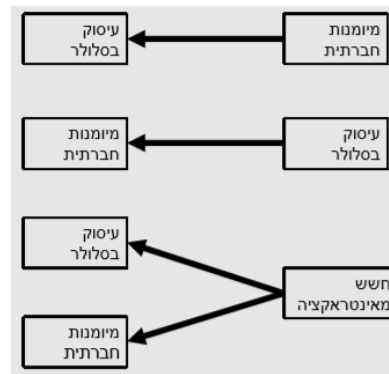 מיומנות
חברתית
עיסוק
בסלולר
עיסוק
בסלולר
מיומנות
חברתית
חשש
מאינטראקציה
עיסוק
בסלולר
מיומנות
חברתית